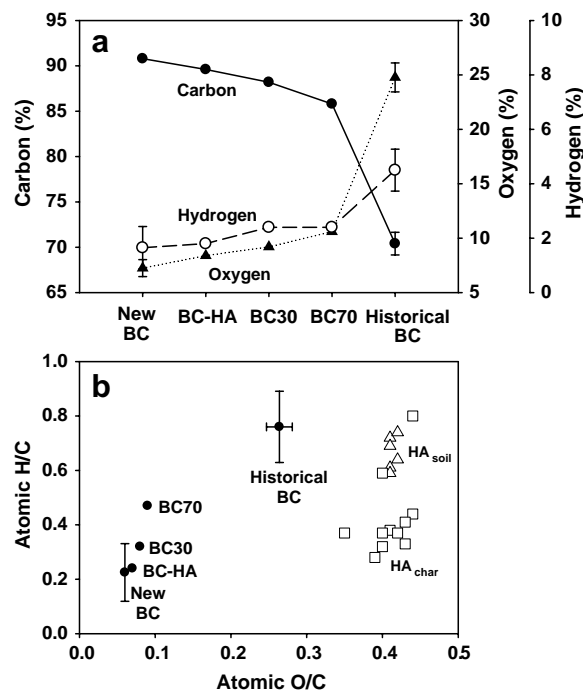 a
Carbon (%)
95
90
85
80
75
70
65
Oxygen (%)
30
25
20
15
10
5
Hydrogen (%)
10
8
6
4
2
0
Carbon
Hydrogen
Oxygen
New
BC
BC-HA
BC30
BC70
Historical
BC
b
Atomic H/C
1.0
0.8
0.6
0.4
0.2
0.0
HA soil
Historical
BC
BC70
BC30
BC-HA
New
BC
HA char
0.0
0.1
0.2
0.3
0.4
0.5
Atomic O/C